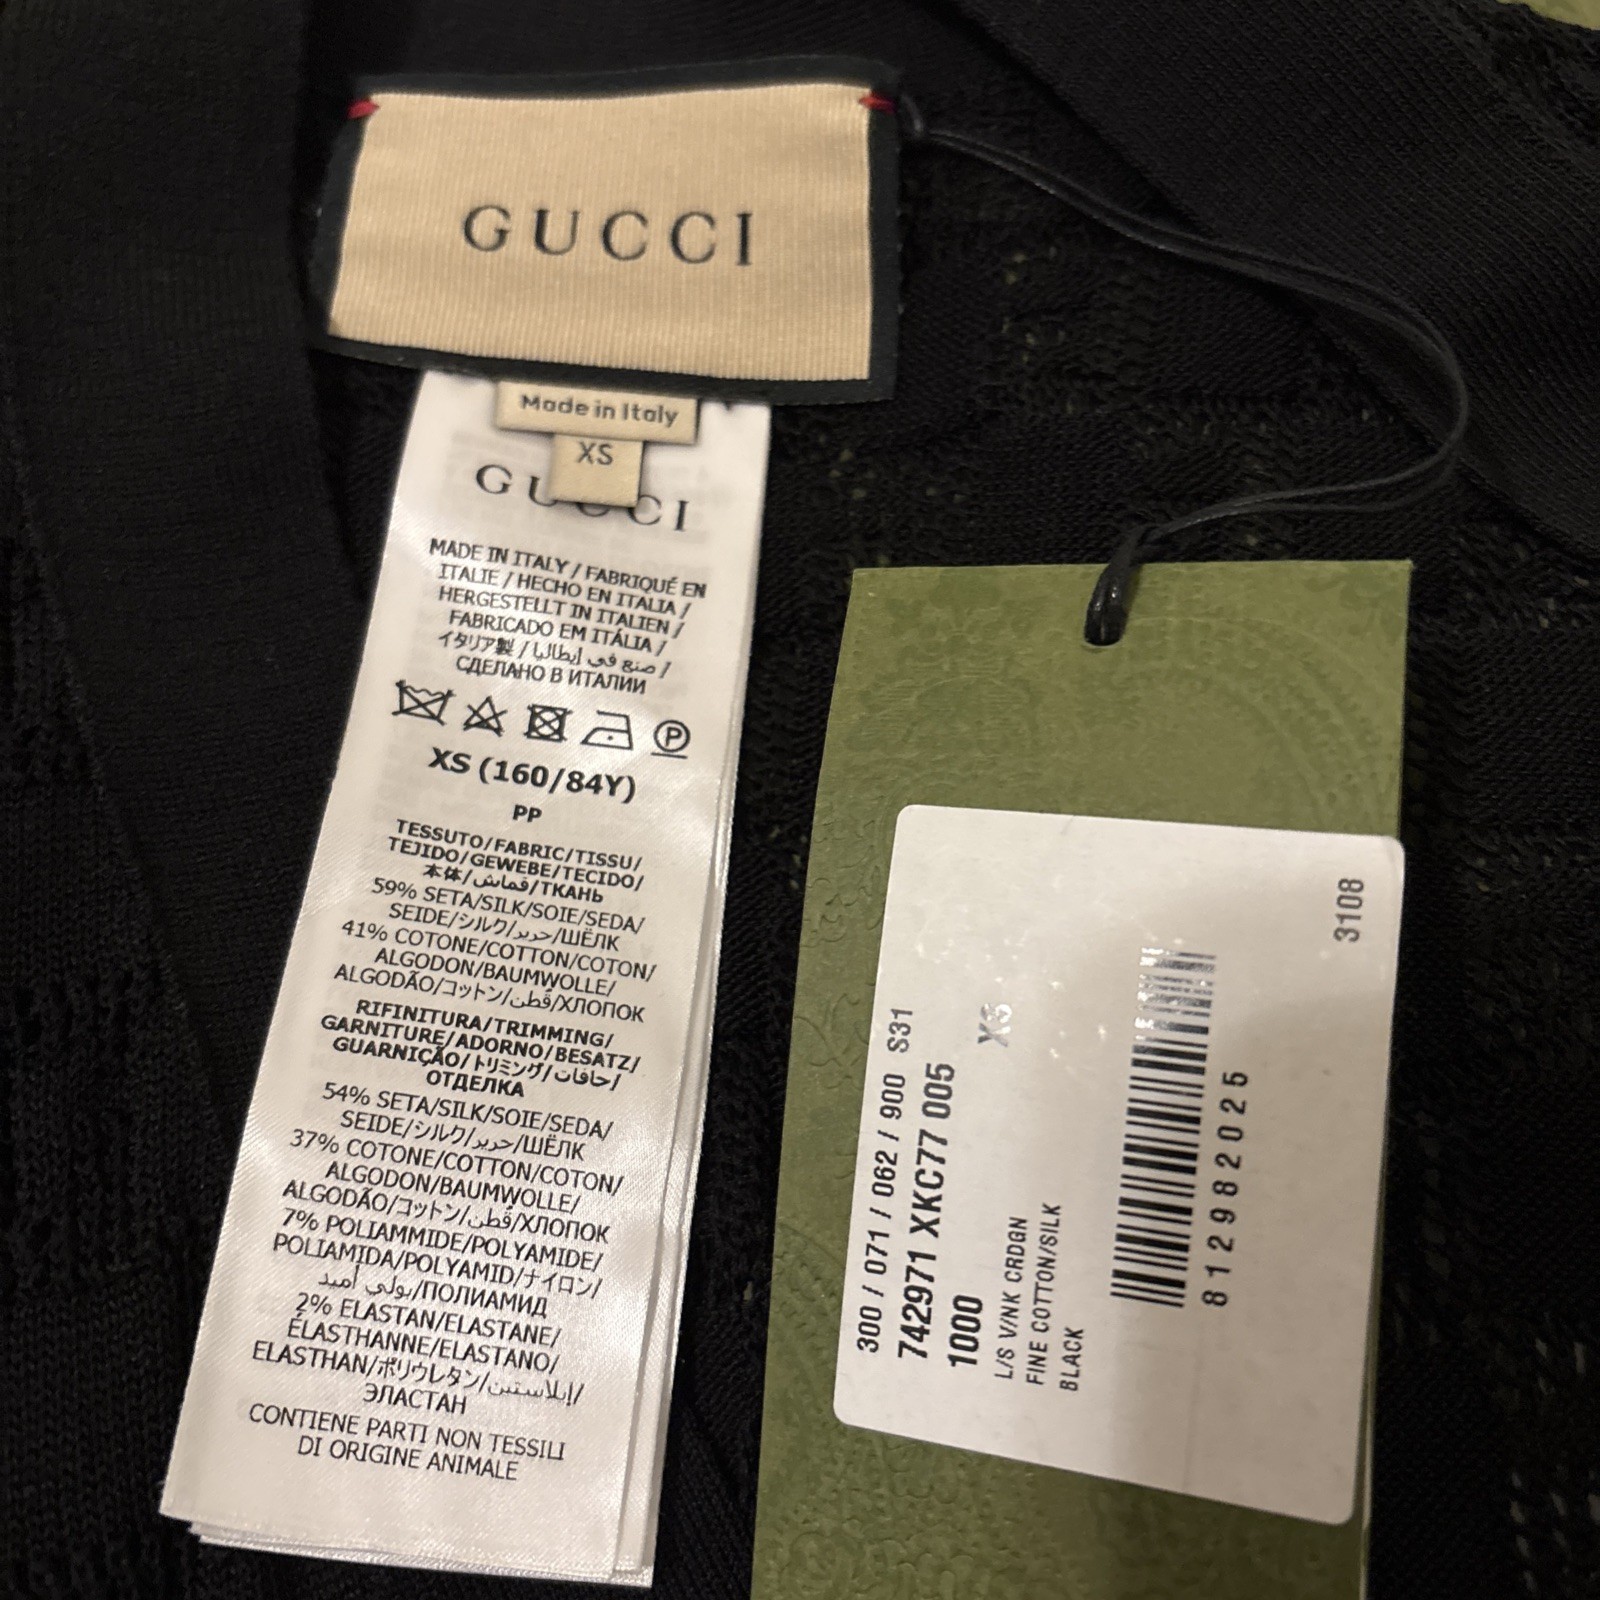 GUCCI
Made in Italy
XS
GUCCI
MADE IN ITALY / FABRIQUÉ EN
ITALIE / HECHO EN ITALIA /
HERGESTELLT IN ITALIEN /
FABRICADO EM ITÁLIA /
イタリア製 / صنع في إيطاليا /
СДЕЛАНО В ИТАЛИИ
P
XS (160/84Y)
PP
TESSUTO/FABRIC/TISSU/
TEJIDO/GEWEBE/TECIDO/
本体/قماش/ТКАНЬ
59% SETA/SILK/SOIE/SEDA/
SEIDE/シルク/حرير/ШЁЛК
41% COTONE/COTTON/COTON/
ALGODON/BAUMWOLLE/
ALGODÃO/コットン/قطن/ХЛОПОК
RIFINITURA/TRIMMING/
GARNITURE/ADORNO/BESATZ/
GUARNIÇÃO/トリミング/حافات/
ОТДЕЛКА
54% SETA/SILK/SOIE/SEDA/
SEIDE/シルク/حرير/ШЁЛК
37% COTONE/COTTON/COTON/
ALGODON/BAUMWOLLE/
ALGODÃO/コットン/قطن/ХЛОПОК
7% POLIAMMIDE/POLYAMIDE/
POLIAMIDA/POLYAMID/ナイロン/
بولي أميد/ПОЛИАМИД
2% ELASTAN/ELASTANE/
ÉLASTHANNE/ELASTANO/
ELASTHAN/ポリウレタン/إيلاستين/
ЭЛАСТАН
CONTIENE PARTI NON TESSILI
DI ORIGINE ANIMALE
300 / 071 / 062 / 900 S31
742971 XKC77 005
1000 XS
L/S V/NK CRDGN
FINE COTTON/SILK
BLACK
812982025
3108